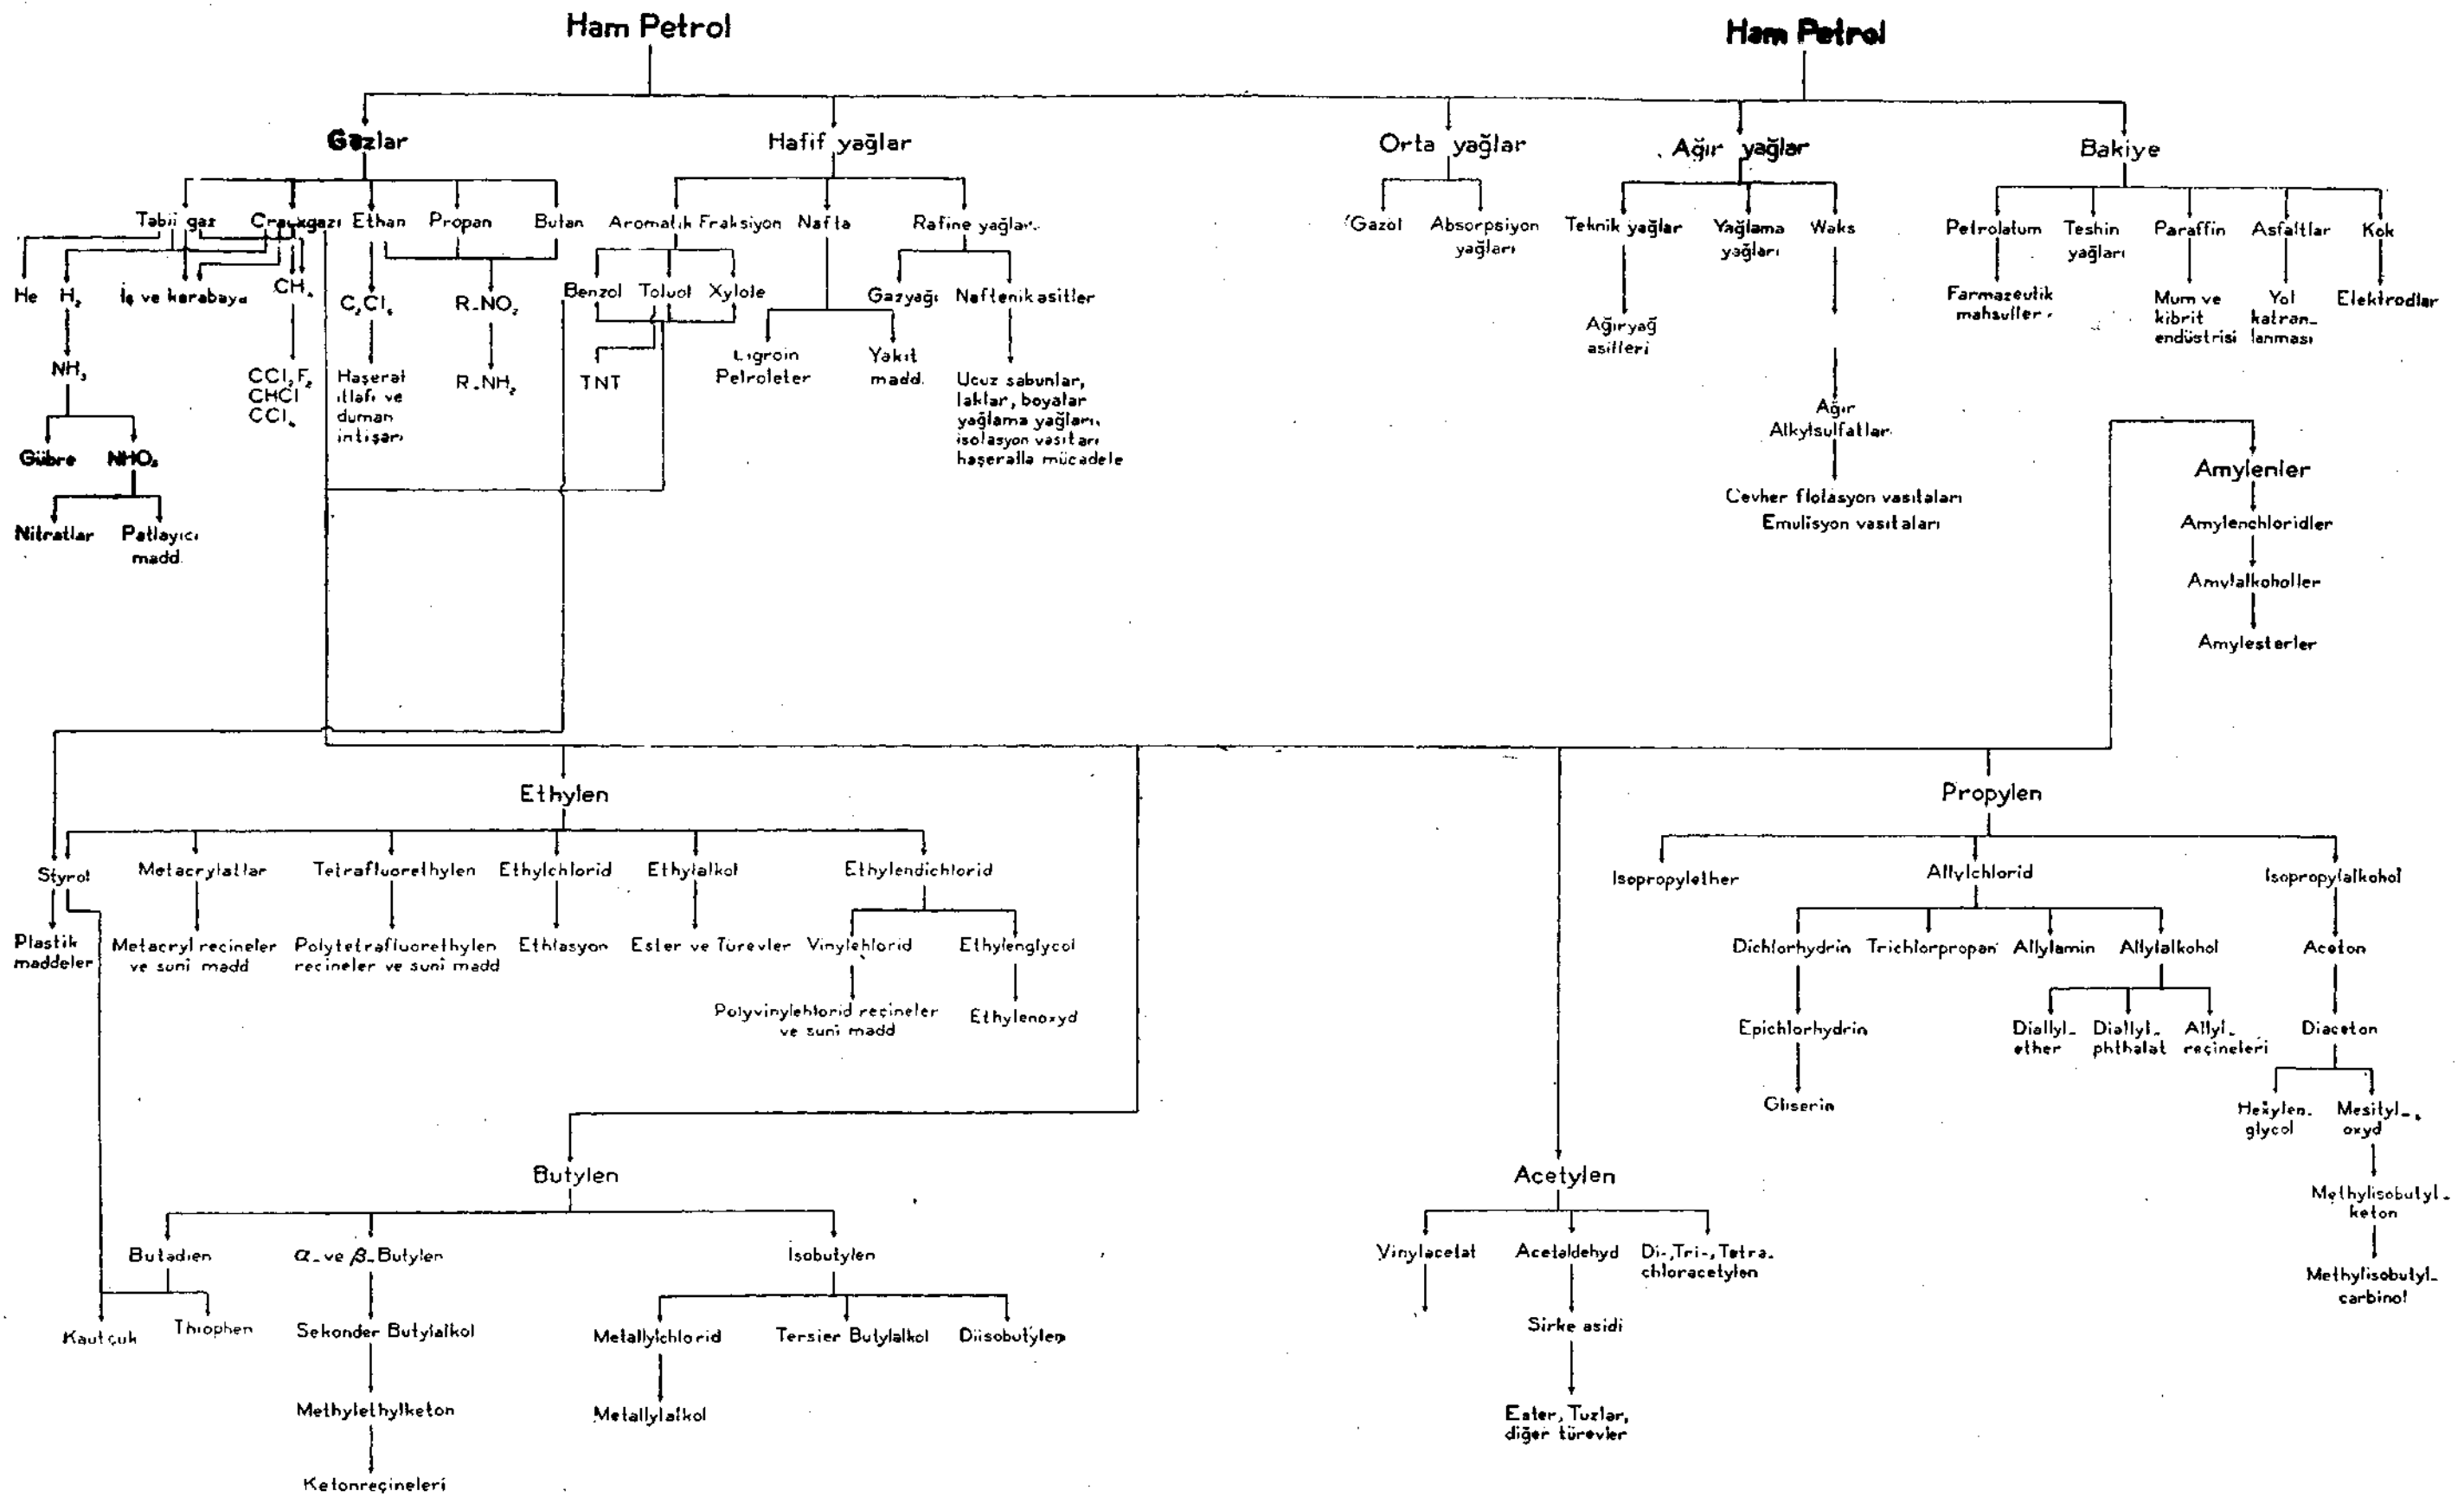 Ham Petrol
Ham Petrol
Gazlar
Hafif yağlar
Orta yağlar
Ağır yağlar
Bakiye
Tabii gaz
Crackgazı
Ethan
Propan
Butan
Aromatik Fraksiyon
Nafta
Rafine yağlar
Gazöl
Absorpsiyon
yağları
Teknik yağlar
Yağlama
yağları
Waks
Petrolatum
Teshin
yağları
Paraffin
Asfaltlar
Kok
He
H₂
İs ve karabaya
CH₄
C₂Cl₆
R-NO₂
Benzol
Toluol
Xylole
Gazyağı
Naftenikasitler
Ağıryağ
asitleri
Farmazeutik
mahsuller
Mum ve
kibrit
endüstrisi
Yol
katran-
lanması
Elektrodlar
NH₃
CCl₂F₂
CHCl
CCl₄
Haşerat
itlafı ve
duman
intişarı
R-NH₂
TNT
Ligroin
Petroleter
Yakıt
madd.
Ucuz sabunlar,
laklar, boyalar
yağlama yağları,
isolasyon vasıtarı
haşeratla mücadele
Ağır
Alkylsulfatlar
Gübre
NHO₃
Cevher flotasyon vasıtaları
Emulisyon vasıtaları
Amylenler
Nitratlar
Patlayıcı
madd.
Amylenchloridler
Amylalkoholler
Amylesterler
Ethylen
Propylen
Styrol
Metacrylatlar
Tetrafluorethylen
Ethylchlorid
Ethylalkol
Ethylendichlorid
Isopropylether
Allylchlorid
Isopropylalkohol
Plastik
maddeler
Metacryl reçineler
ve suni madd
Polytetrafluorethylen
reçineler ve suni madd
Ethlasyon
Ester ve Türevler
Vinylchlorid
Ethylenglycol
Dichlorhydrin
Trichlorpropan
Allylamin
Allylalkohol
Aceton
Polyvinylchlorid reçineler
ve suni madd
Ethylenoxyd
Epichlorhydrin
Diallyl-
ether
Diallyl-
phthalat
Allyl-
reçineleri
Diaceton
Gliserin
Hexylen-
glycol
Mesityl-
oxyd
Butylen
Acetylen
Methylisobutyl-
keton
Butadien
α- ve β-Butylen
İsobutylen
Vinylacetat
Acetaldehyd
Di-,Tri-,Tetra-
chloracetylen
Methylisobutyl-
carbinol
Kautçuk
Thiophen
Sekonder Butylalkol
Metallylchlorid
Tersier Butylalkol
Diisobutylen
Sirke asidi
Methylethylketon
Metallylalkol
Ester, Tuzlar,
diğer türevler
Ketonreçineleri